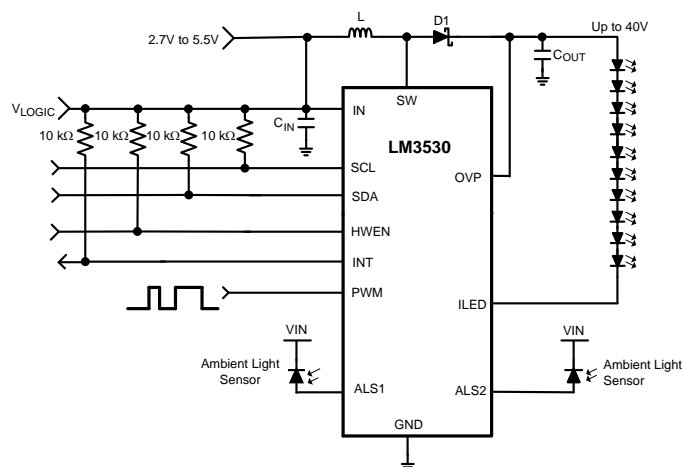 L
D1
2.7V to 5.5V
Up to 40V
COUT
VLOGIC
IN
SW
CIN
10 kΩ
10 kΩ
10 kΩ
10 kΩ
LM3530
SCL
OVP
SDA
HWEN
INT
PWM
ILED
VIN
VIN
Ambient Light
Sensor
Ambient Light
Sensor
ALS1
ALS2
GND